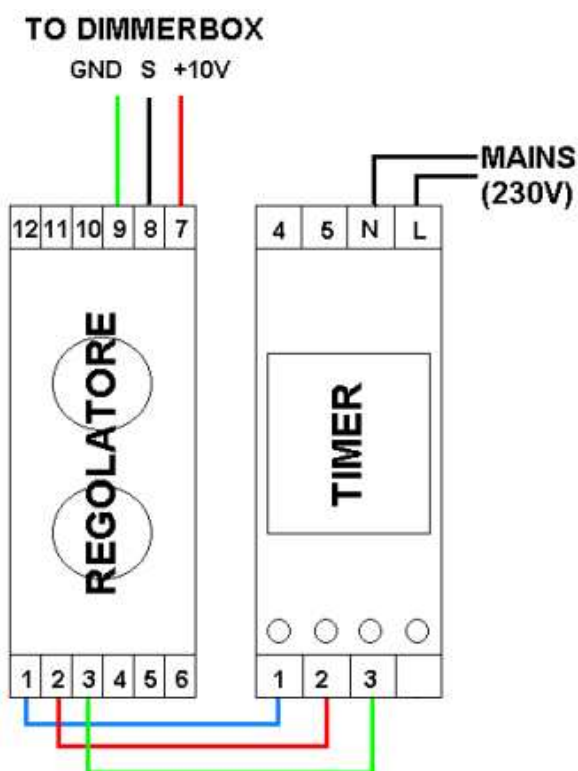 TO DIMMERBOX
GND S +10V
MAINS
(230V)
12 11 10 9 8 7
4 5 N L
REGOLATORE
TIMER
1 2 3 4 5 6
1 2 3